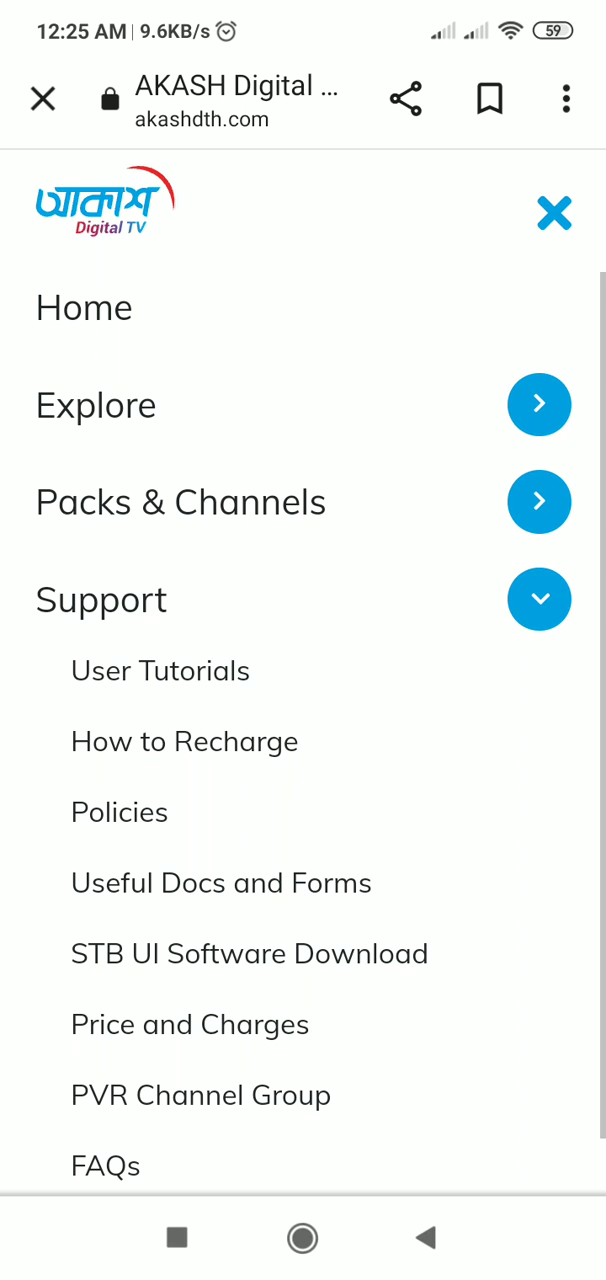 12:25 AM | 9.6KB/s 59
AKASH Digital ...
akashdth.com
আকাশ
Digital TV
Home
Explore
Packs & Channels
Support
User Tutorials
How to Recharge
Policies
Useful Docs and Forms
STB UI Software Download
Price and Charges
PVR Channel Group
FAQs